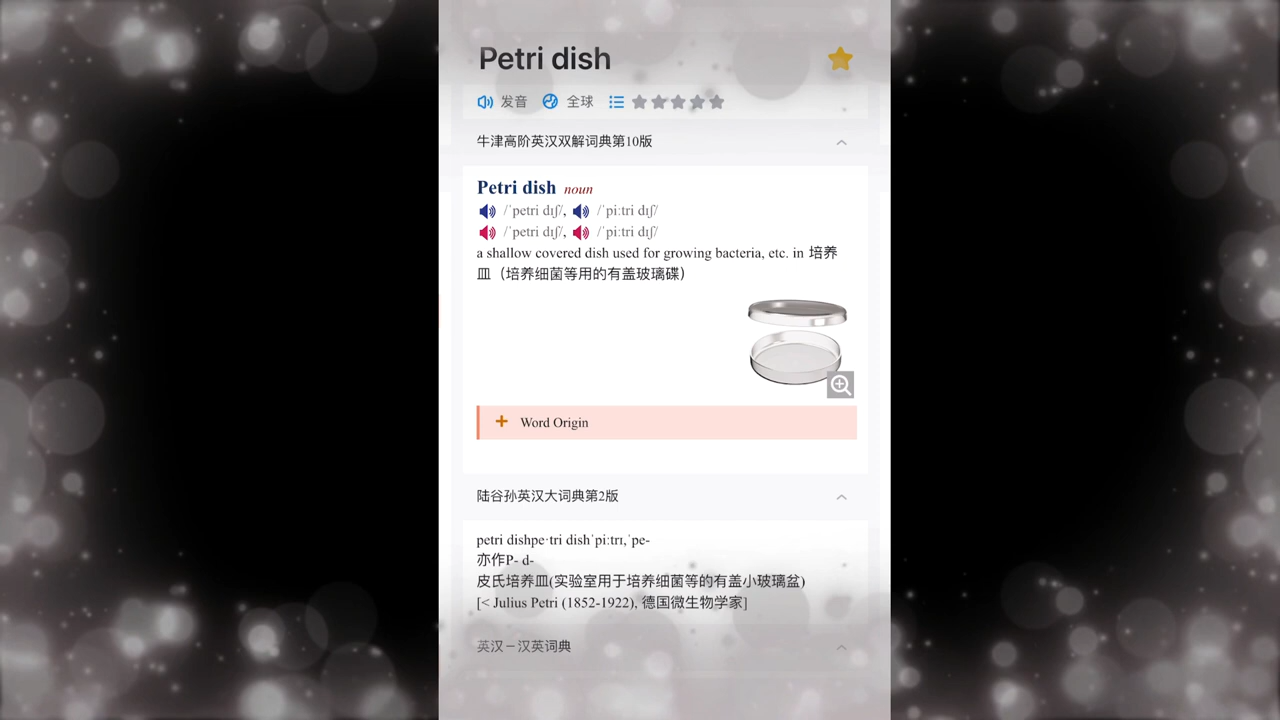 Petri dish
发音 全球
牛津高阶英汉双解词典第10版
Petri dish noun
/ˈpetri dɪʃ/, /ˈpiːtri dɪʃ/
/ˈpetri dɪʃ/, /ˈpiːtri dɪʃ/
a shallow covered dish used for growing bacteria, etc. in 培养
皿（培养细菌等用的有盖玻璃碟）
+ Word Origin
陆谷孙英汉大词典第2版
petri dishpe·tri dishˈpiːtrɪ,ˈpe-
亦作P- d-
皮氏培养皿(实验室用于培养细菌等的有盖小玻璃盆)
[< Julius Petri (1852-1922), 德国微生物学家]
英汉－汉英词典